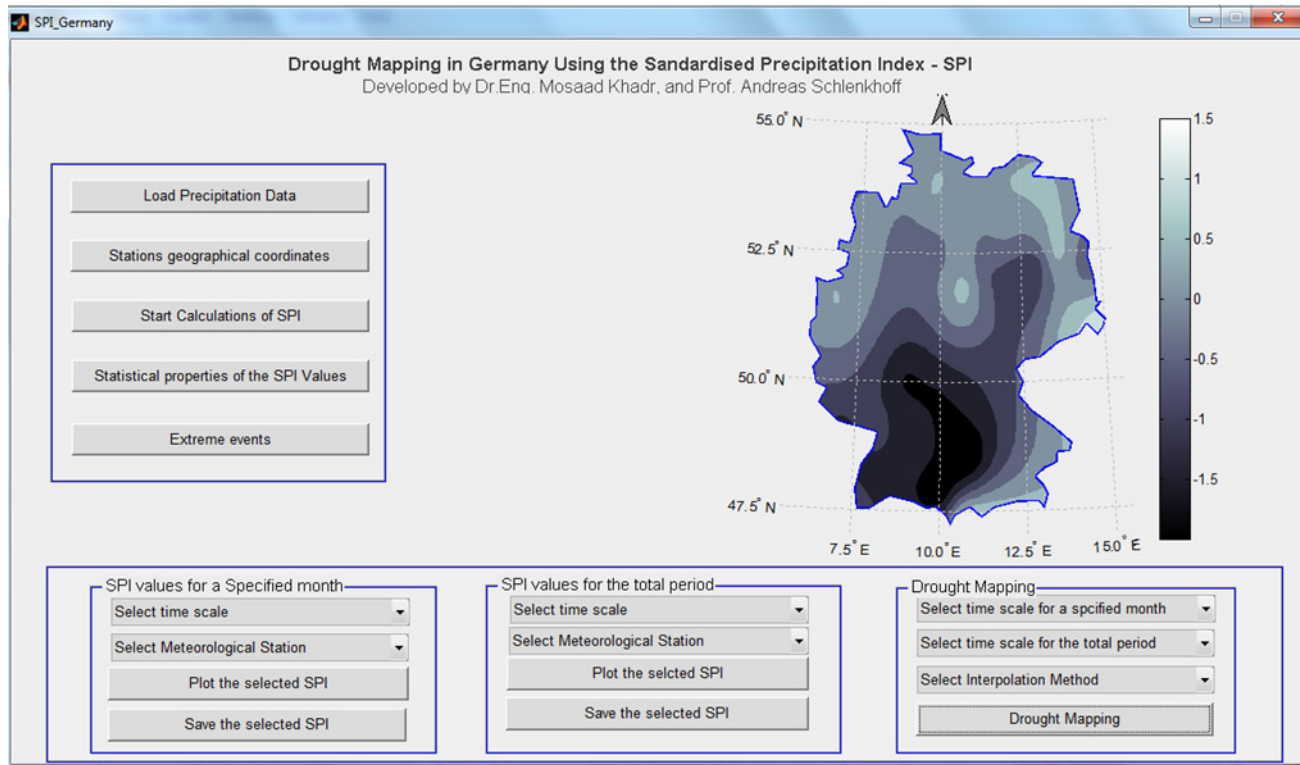 SPI_Germany
Drought Mapping in Germany Using the Sandardised Precipitation Index - SPI
Developed by Dr.Eng. Mosaad Khadr, and Prof. Andreas Schlenkhoff
Load Precipitation Data
Stations geographical coordinates
Start Calculations of SPI
Statistical properties of the SPI Values
Extreme events
55.0° N
52.5° N
50.0° N
47.5° N
7.5° E
10.0° E
12.5° E
15.0° E
1.5
1
0.5
0
-0.5
-1
-1.5
SPI values for a Specified month
Select time scale
Select Meteorological Station
Plot the selected SPI
Save the selected SPI
SPI values for the total period
Select time scale
Select Meteorological Station
Plot the selcted SPI
Save the selected SPI
Drought Mapping
Select time scale for a spcified month
Select time scale for the total period
Select Interpolation Method
Drought Mapping